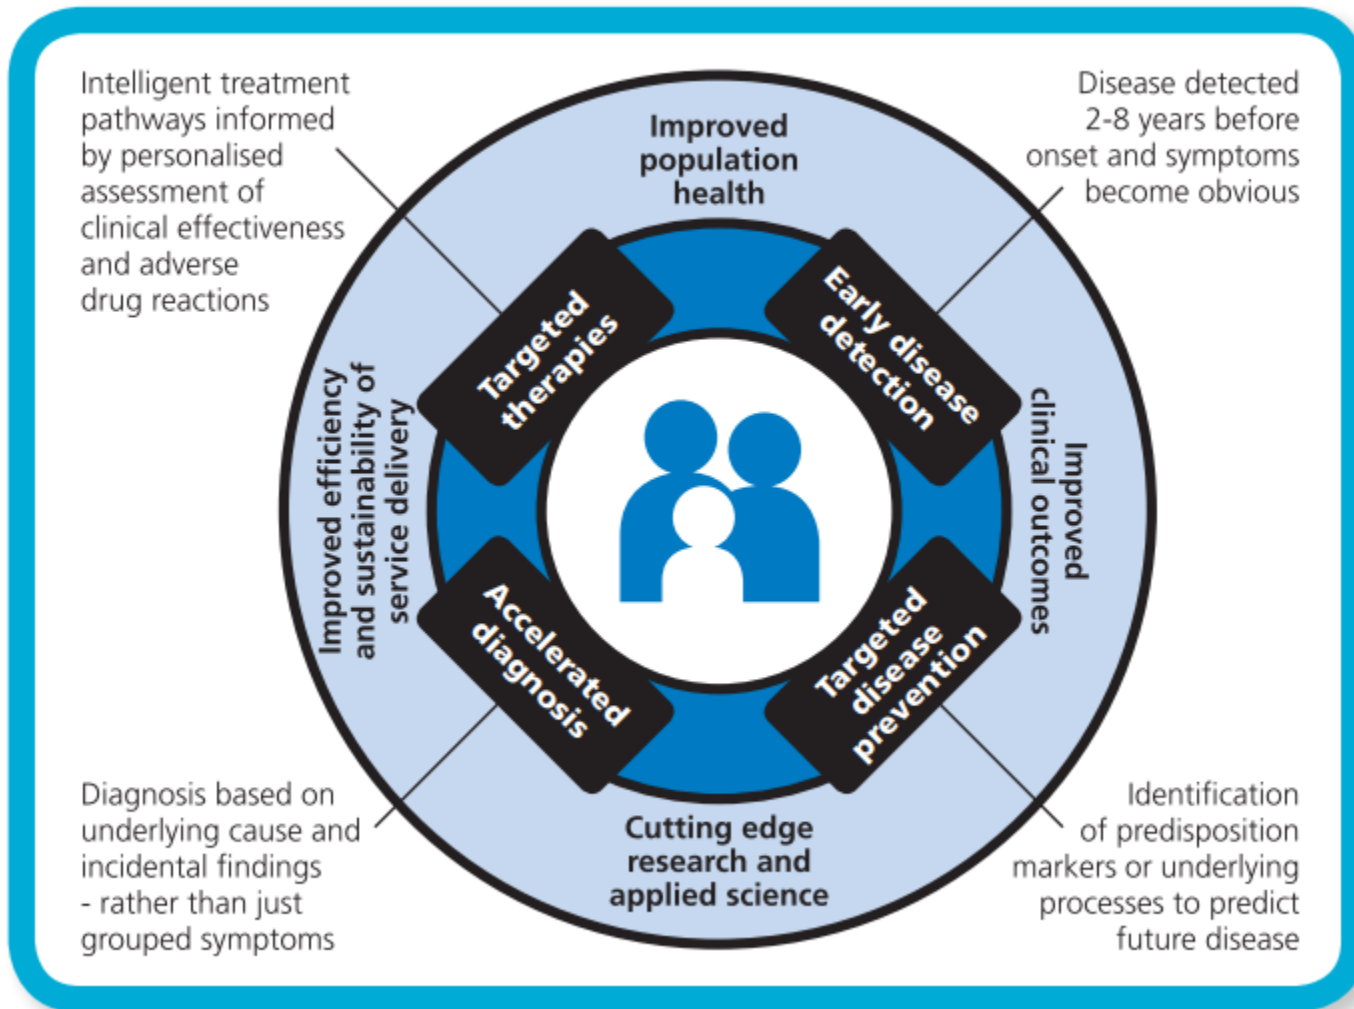 Intelligent treatment
pathways informed
by personalised
assessment of
clinical effectiveness
and adverse
drug reactions
Disease detected
2-8 years before
onset and symptoms
become obvious
Improved
population
health
Targeted
therapies
Early disease
detection
Improved efficiency
and sustainability of
service delivery
Improved
clinical outcomes
Accelerated
diagnosis
Targeted
disease
prevention
Cutting edge
research and
applied science
Diagnosis based on
underlying cause and
incidental findings
- rather than just
grouped symptoms
Identification
of predisposition
markers or underlying
processes to predict
future disease